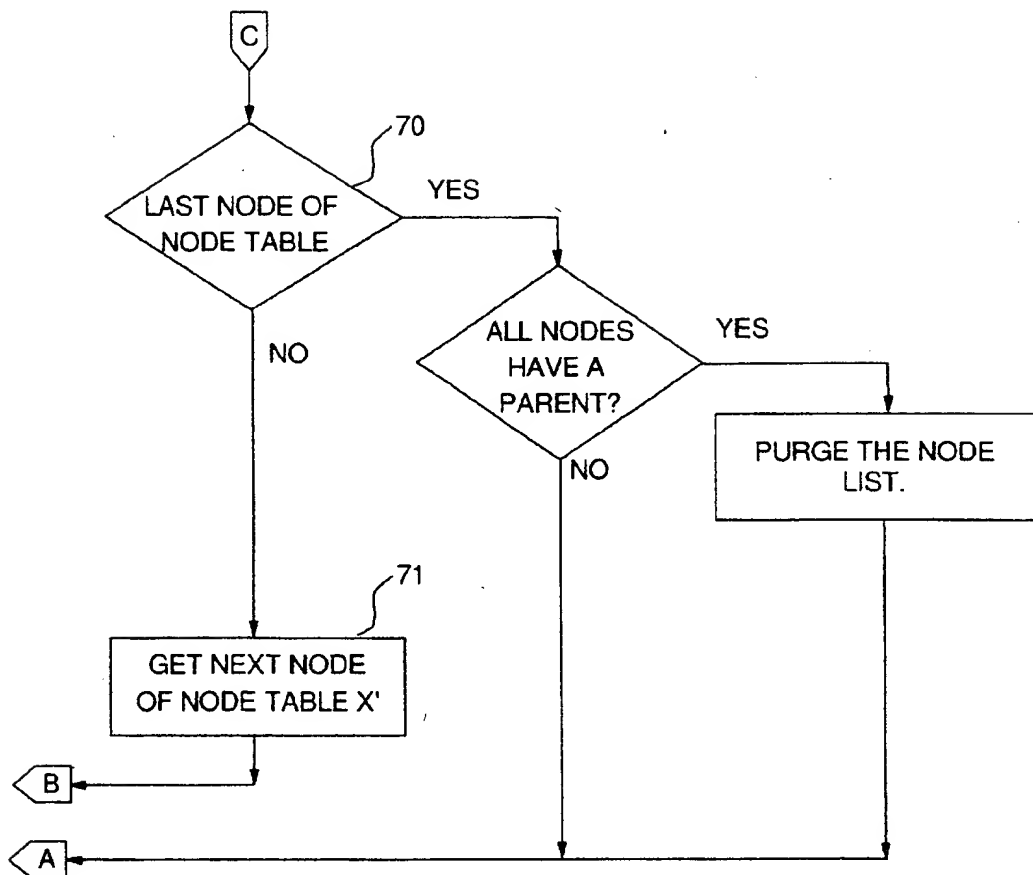 C
70
LAST NODE OF
NODE TABLE
YES
NO
ALL NODES
HAVE A
PARENT?
YES
NO
PURGE THE NODE
LIST.
71
GET NEXT NODE
OF NODE TABLE X'
B
A